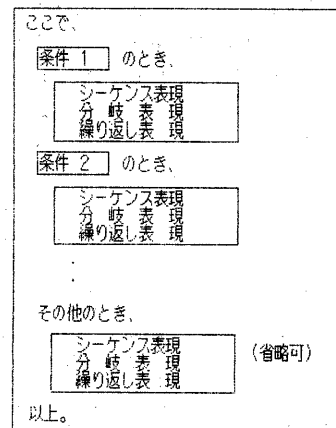 ここで、
条件 1 のとき、
シーケンス表現
分 岐 表 現
繰り返し表 現
条件 2 のとき、
シーケンス表現
分 岐 表 現
繰り返し表 現
.
.
その他のとき、
シーケンス表現
分 岐 表 現
繰り返し表 現
(省略可)
以上。